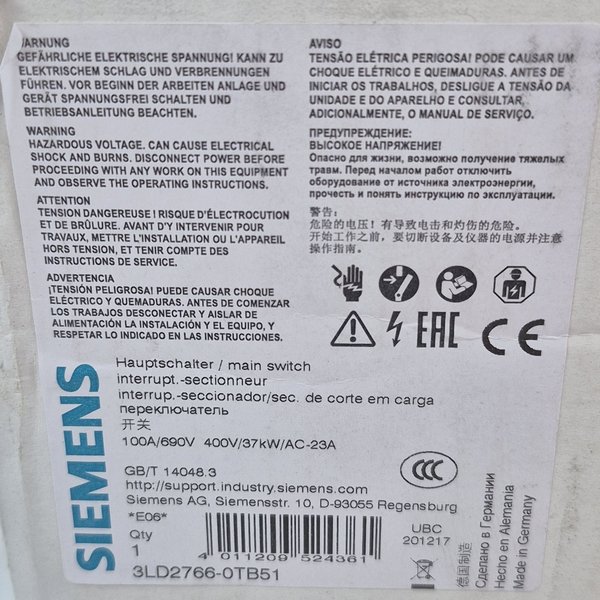 WARNUNG
GEFÄHRLICHE ELEKTRISCHE SPANNUNG! KANN ZU
ELEKTRISCHEM SCHLAG UND VERBRENNUNGEN
FÜHREN. VOR BEGINN DER ARBEITEN ANLAGE UND
GERÄT SPANNUNGSFREI SCHALTEN UND
BETRIEBSANLEITUNG BEACHTEN.
WARNING
HAZARDOUS VOLTAGE. CAN CAUSE ELECTRICAL
SHOCK AND BURNS. DISCONNECT POWER BEFORE
PROCEEDING WITH ANY WORK ON THIS EQUIPMENT
AND OBSERVE THE OPERATING INSTRUCTIONS.
ATTENTION
TENSION DANGEREUSE ! RISQUE D'ÉLECTROCUTION
ET DE BRÛLURE. AVANT D'Y INTERVENIR POUR
TRAVAUX, METTRE L'INSTALLATION OU L'APPAREIL
HORS TENSION, ET TENIR COMPTE DES
INSTRUCTIONS DE SERVICE.
ADVERTENCIA
¡TENSIÓN PELIGROSA! PUEDE CAUSAR CHOQUE
ELÉCTRICO Y QUEMADURAS. ANTES DE COMENZAR
LOS TRABAJOS DESCONECTAR Y AISLAR DE
ALIMENTACIÓN LA INSTALACIÓN Y EL EQUIPO, Y
RESPETAR LO INDICADO EN LAS INSTRUCCIONES.
AVISO
TENSÃO ELÉTRICA PERIGOSA! PODE CAUSAR UM
CHOQUE ELÉTRICO E QUEIMADURAS. ANTES DE
INICIAR OS TRABALHOS, DESLIGUE A TENSÃO DA
UNIDADE E DO APARELHO E CONSULTAR,
ADICIONALMENTE, O MANUAL DE SERVIÇO.
ПРЕДУПРЕЖДЕНИЕ:
ВЫСОКОЕ НАПРЯЖЕНИЕ!
Опасно для жизни, возможно получение тяжелых
травм. Перед началом работ отключить
оборудование от источника электроэнергии,
прочесть и понять инструкцию по эксплуатации.
警告:
危险的电压! 有导致电击和灼伤的危险。
开始工作之前, 要切断设备及仪器的电源并注意
操作指南。
EAC CE
SIEMENS
Hauptschalter / main switch
interrupt.-sectionneur
interrup.-seccionador/sec. de corte em carga
переключатель
开关
100A/690V 400V/37kW/AC-23A
GB/T 14048.3
http://support.industry.siemens.com
Siemens AG, Siemensstr. 10, D-93055 Regensburg
CCC
*E06*
Qty
1
4 011209 524361
UBC
201217
3LD2766-0TB51
德国制造
Сделано в Германии
Hecho en Alemania
Made in Germany